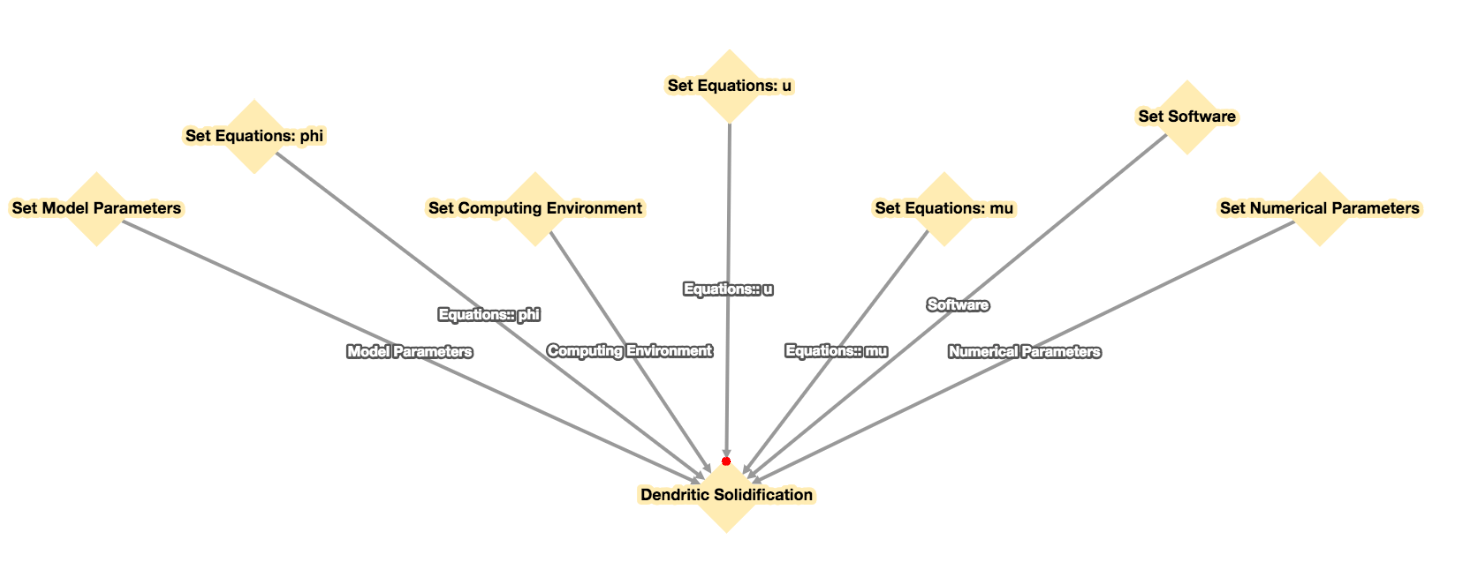 Set Equations: u
Set Software
Set Equations: phi
Set Model Parameters
Set Computing Environment
Set Equations: mu
Set Numerical Parameters
Equations:: u
Software
Equations:: phi
Model Parameters
Computing Environment
Equations:: mu
Numerical Parameters
Dendritic Solidification